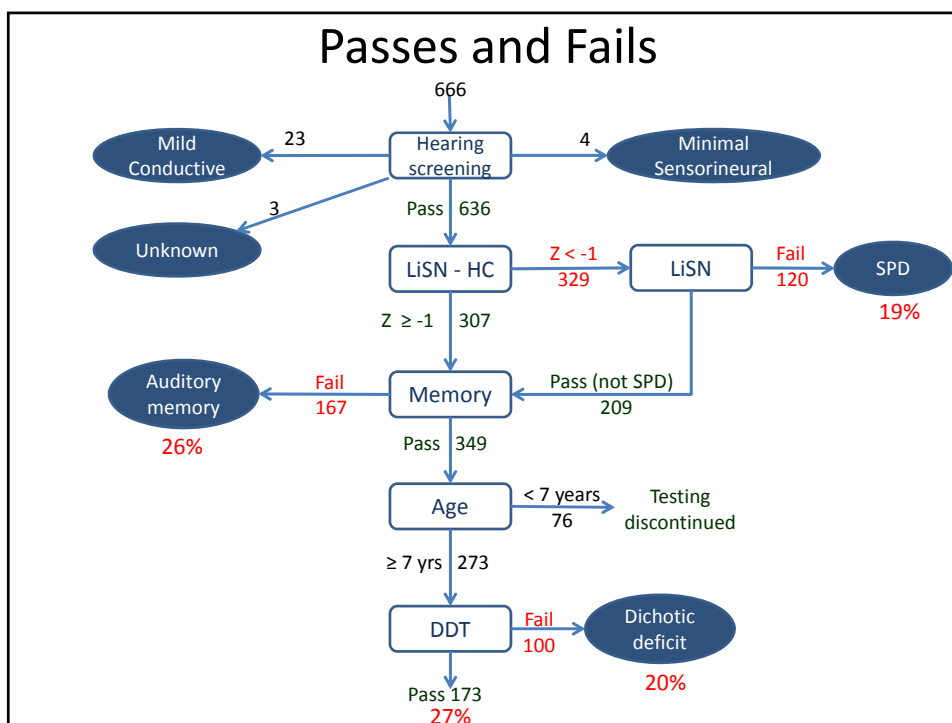 Passes and Fails
666
Mild
Conductive
23
Hearing
screening
4
Minimal
Sensorineural
3
Pass 636
Unknown
LiSN - HC
Z < -1
329
LiSN
Fail
120
SPD
19%
Z ≥ -1 307
Auditory
memory
Fail
167
Memory
Pass (not SPD)
209
26%
Pass 349
Age
< 7 years
76
Testing
discontinued
≥ 7 yrs 273
DDT
Fail
100
Dichotic
deficit
20%
Pass 173
27%